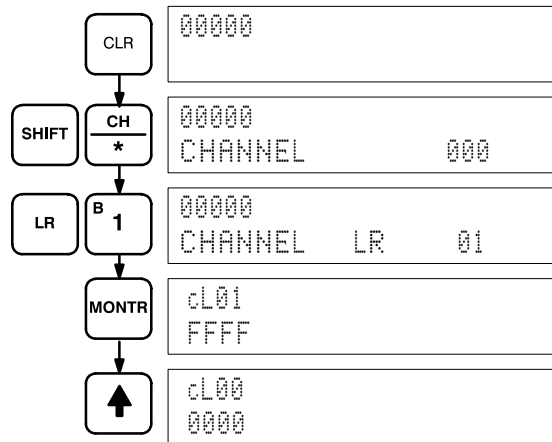 CLR
00000
SHIFT
CH
*
00000
CHANNEL 000
LR
B
1
00000
CHANNEL LR 01
MONTR
cL01
FFFF
cL00
0000